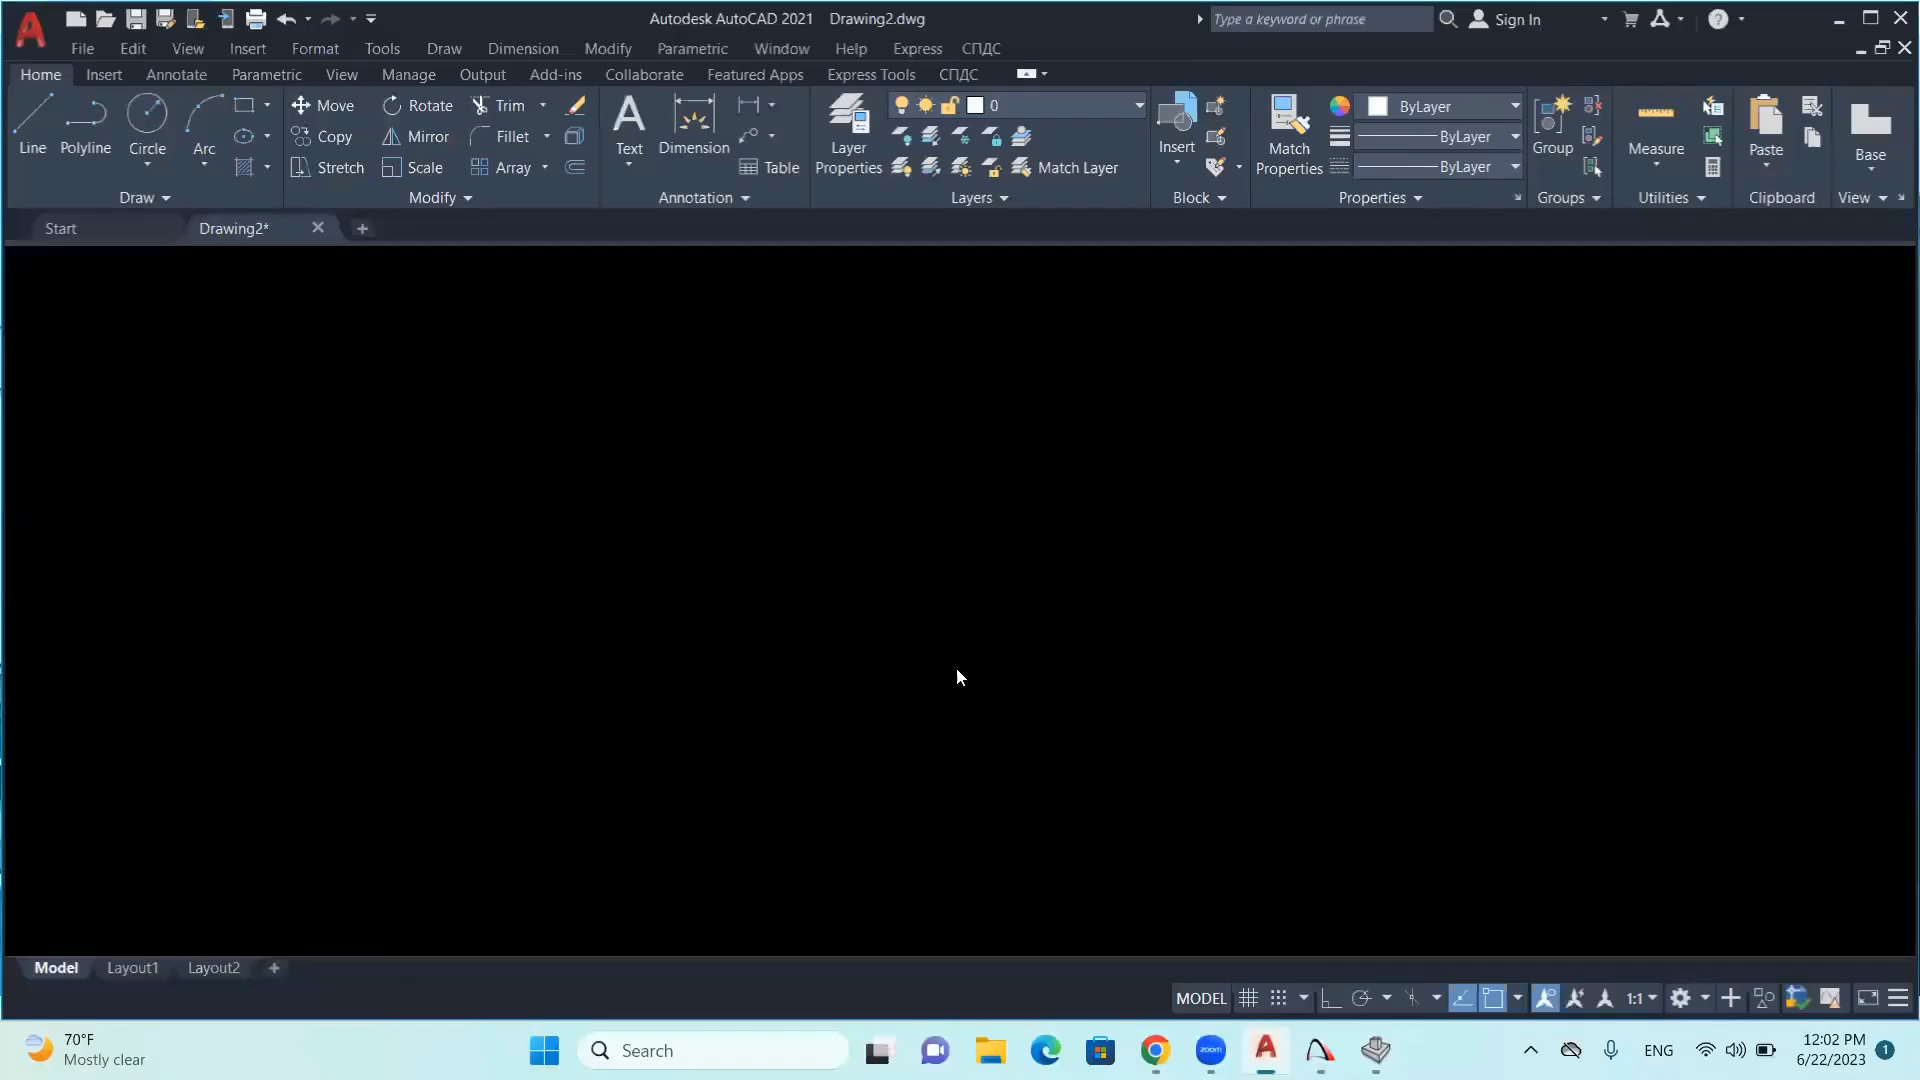 Autodesk AutoCAD 2021 Drawing2.dwg
Type a keyword or phrase
Sign In
File Edit View Insert Format Tools Draw Dimension Modify Parametric Window Help Express СПДС
Home Insert Annotate Parametric View Manage Output Add-ins Collaborate Featured Apps Express Tools СПДС
Line Polyline Circle Arc
Move Rotate Trim
Copy Mirror Fillet
Stretch Scale Array
Text Dimension
Table
Layer
Properties
0
Match Layer
Insert
Match
Properties
ByLayer
ByLayer
ByLayer
Group
Measure
Paste
Base
Draw Modify Annotation Layers Block Properties Groups Utilities Clipboard View
Start Drawing2*
Model Layout1 Layout2
MODEL 1:1
70°F
Mostly clear
Search
zoom
ENG
12:02 PM
6/22/2023
1